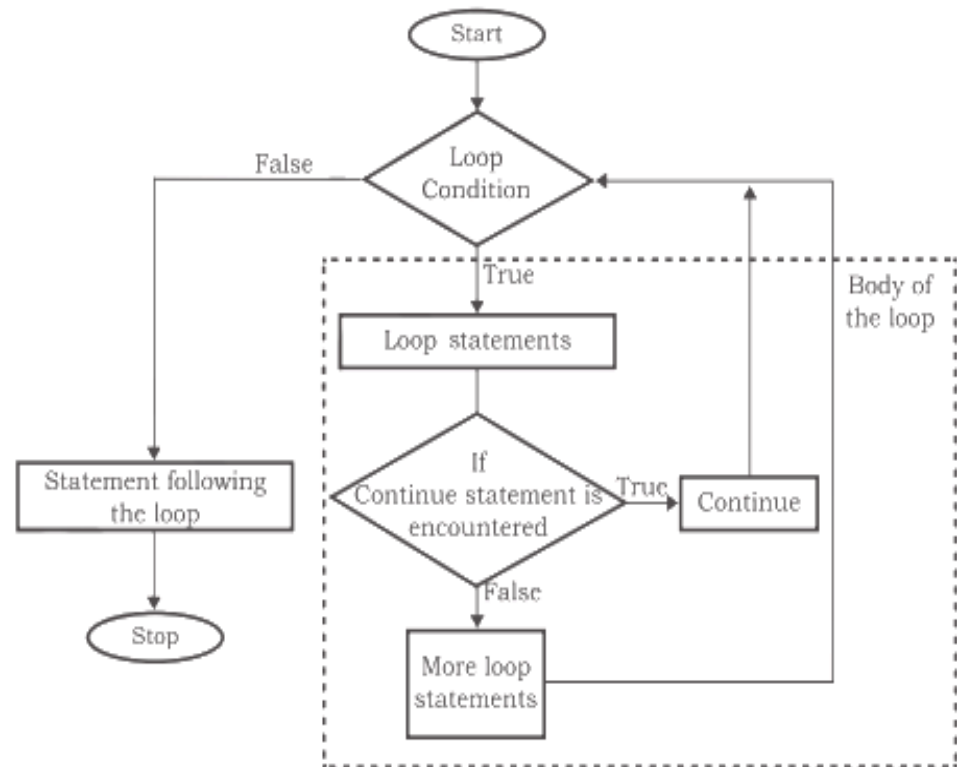 Start
Loop
Condition
False
True
Body of
the loop
Loop statements
If
Continue statement is
encountered
True
Continue
False
More loop
statements
Statement following
the loop
Stop